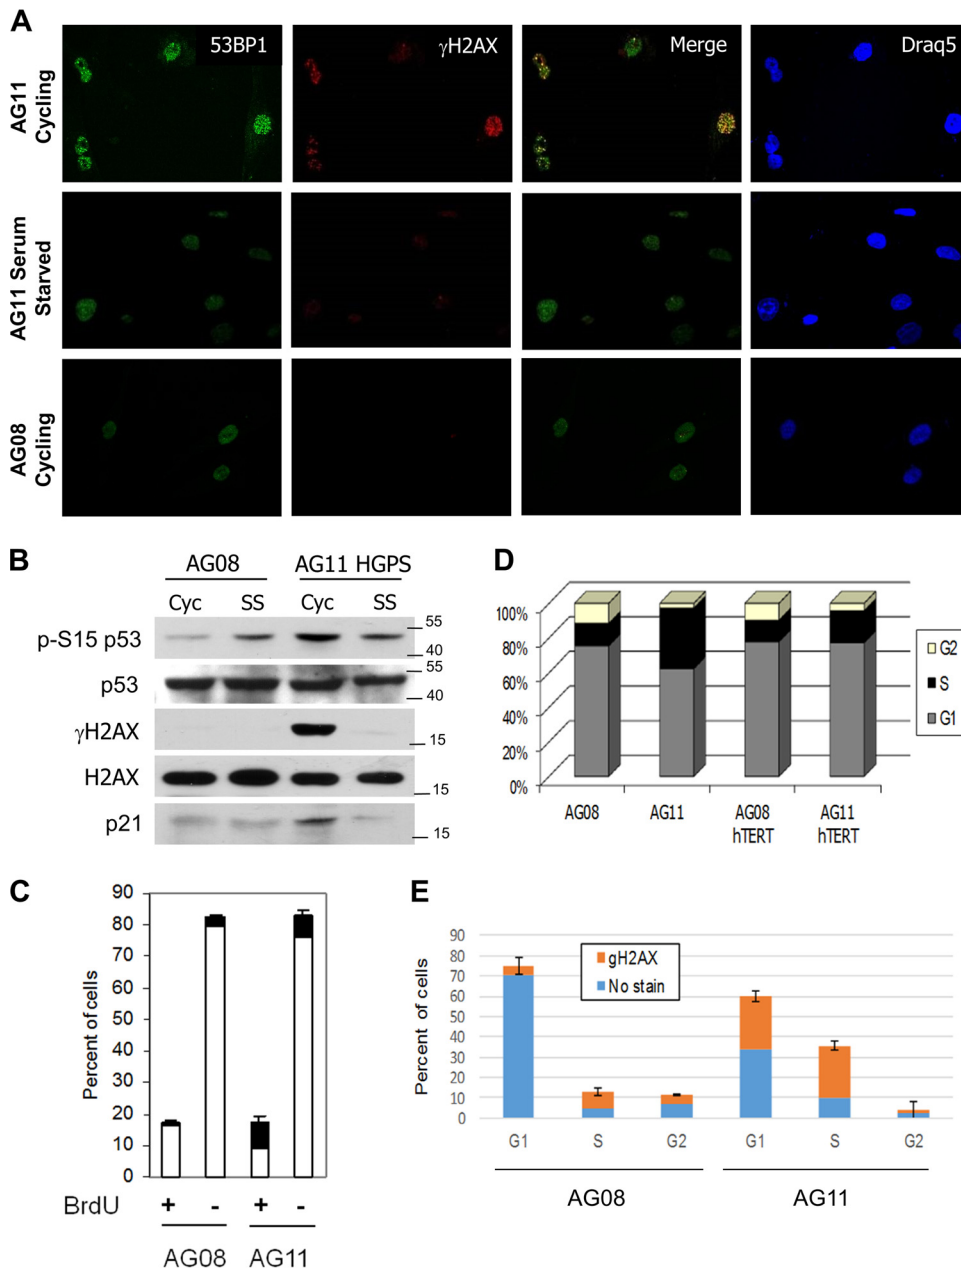 A
53BP1
γH2AX
Merge
Draq5
AG11
Cycling
AG11 Serum
Starved
AG08
Cycling
B
AG08
AG11 HGPS
Cyc
SS
Cyc
SS
p-S15 p53
55
40
p53
55
40
γH2AX
15
H2AX
15
p21
15
D
100%
80%
60%
40%
20%
0%
AG08
AG11
AG08
hTERT
AG11
hTERT
G2
S
G1
C
Percent of cells
90
80
70
60
50
40
30
20
10
0
BrdU
+
-
+
-
AG08
AG11
E
Percent of cells
90
80
70
60
50
40
30
20
10
0
gH2AX
No stain
G1
S
G2
G1
S
G2
AG08
AG11